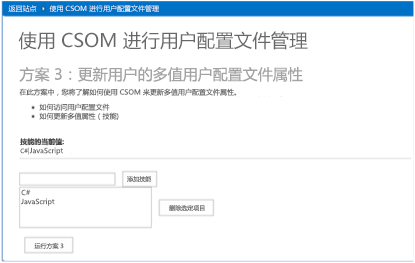 返回站点 ▸ 使用 CSOM 进行用户配置文件管理
使用 CSOM 进行用户配置文件管理
方案 3：更新用户的多值用户配置文件属性
在此方案中，您将了解如何使用 CSOM 来更新多值用户配置文件属性。
• 如何访问用户配置文件
• 如何更新多值属性（技能）
技能的当前值:
C#|JavaScript
添加技能
C#
JavaScript
删除选定项目
运行方案 3